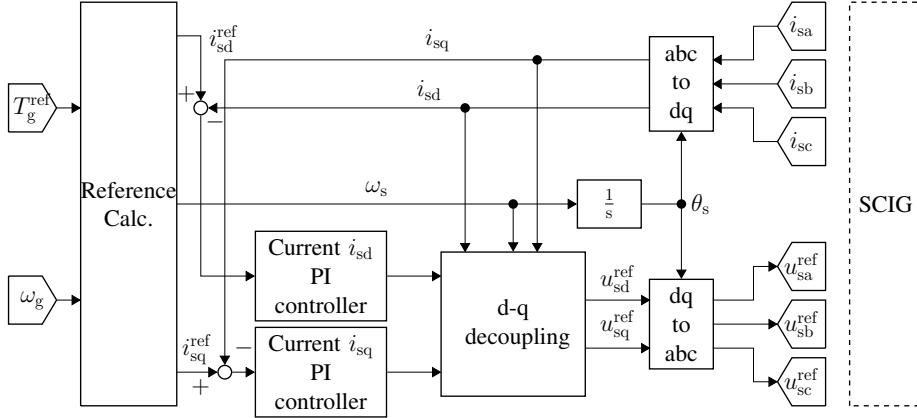 i_sd^ref
i_sq
i_sa
abc
to
dq
i_sb
T_g^ref
+
−
i_sd
i_sc
Reference
Calc.
ω_s
1/s
θ_s
SCIG
Current i_sd
PI
controller
u_sa^ref
ω_g
d-q
decoupling
u_sd^ref
dq
to
abc
u_sb^ref
u_sq^ref
i_sq^ref
−
+
Current i_sq
PI
controller
u_sc^ref